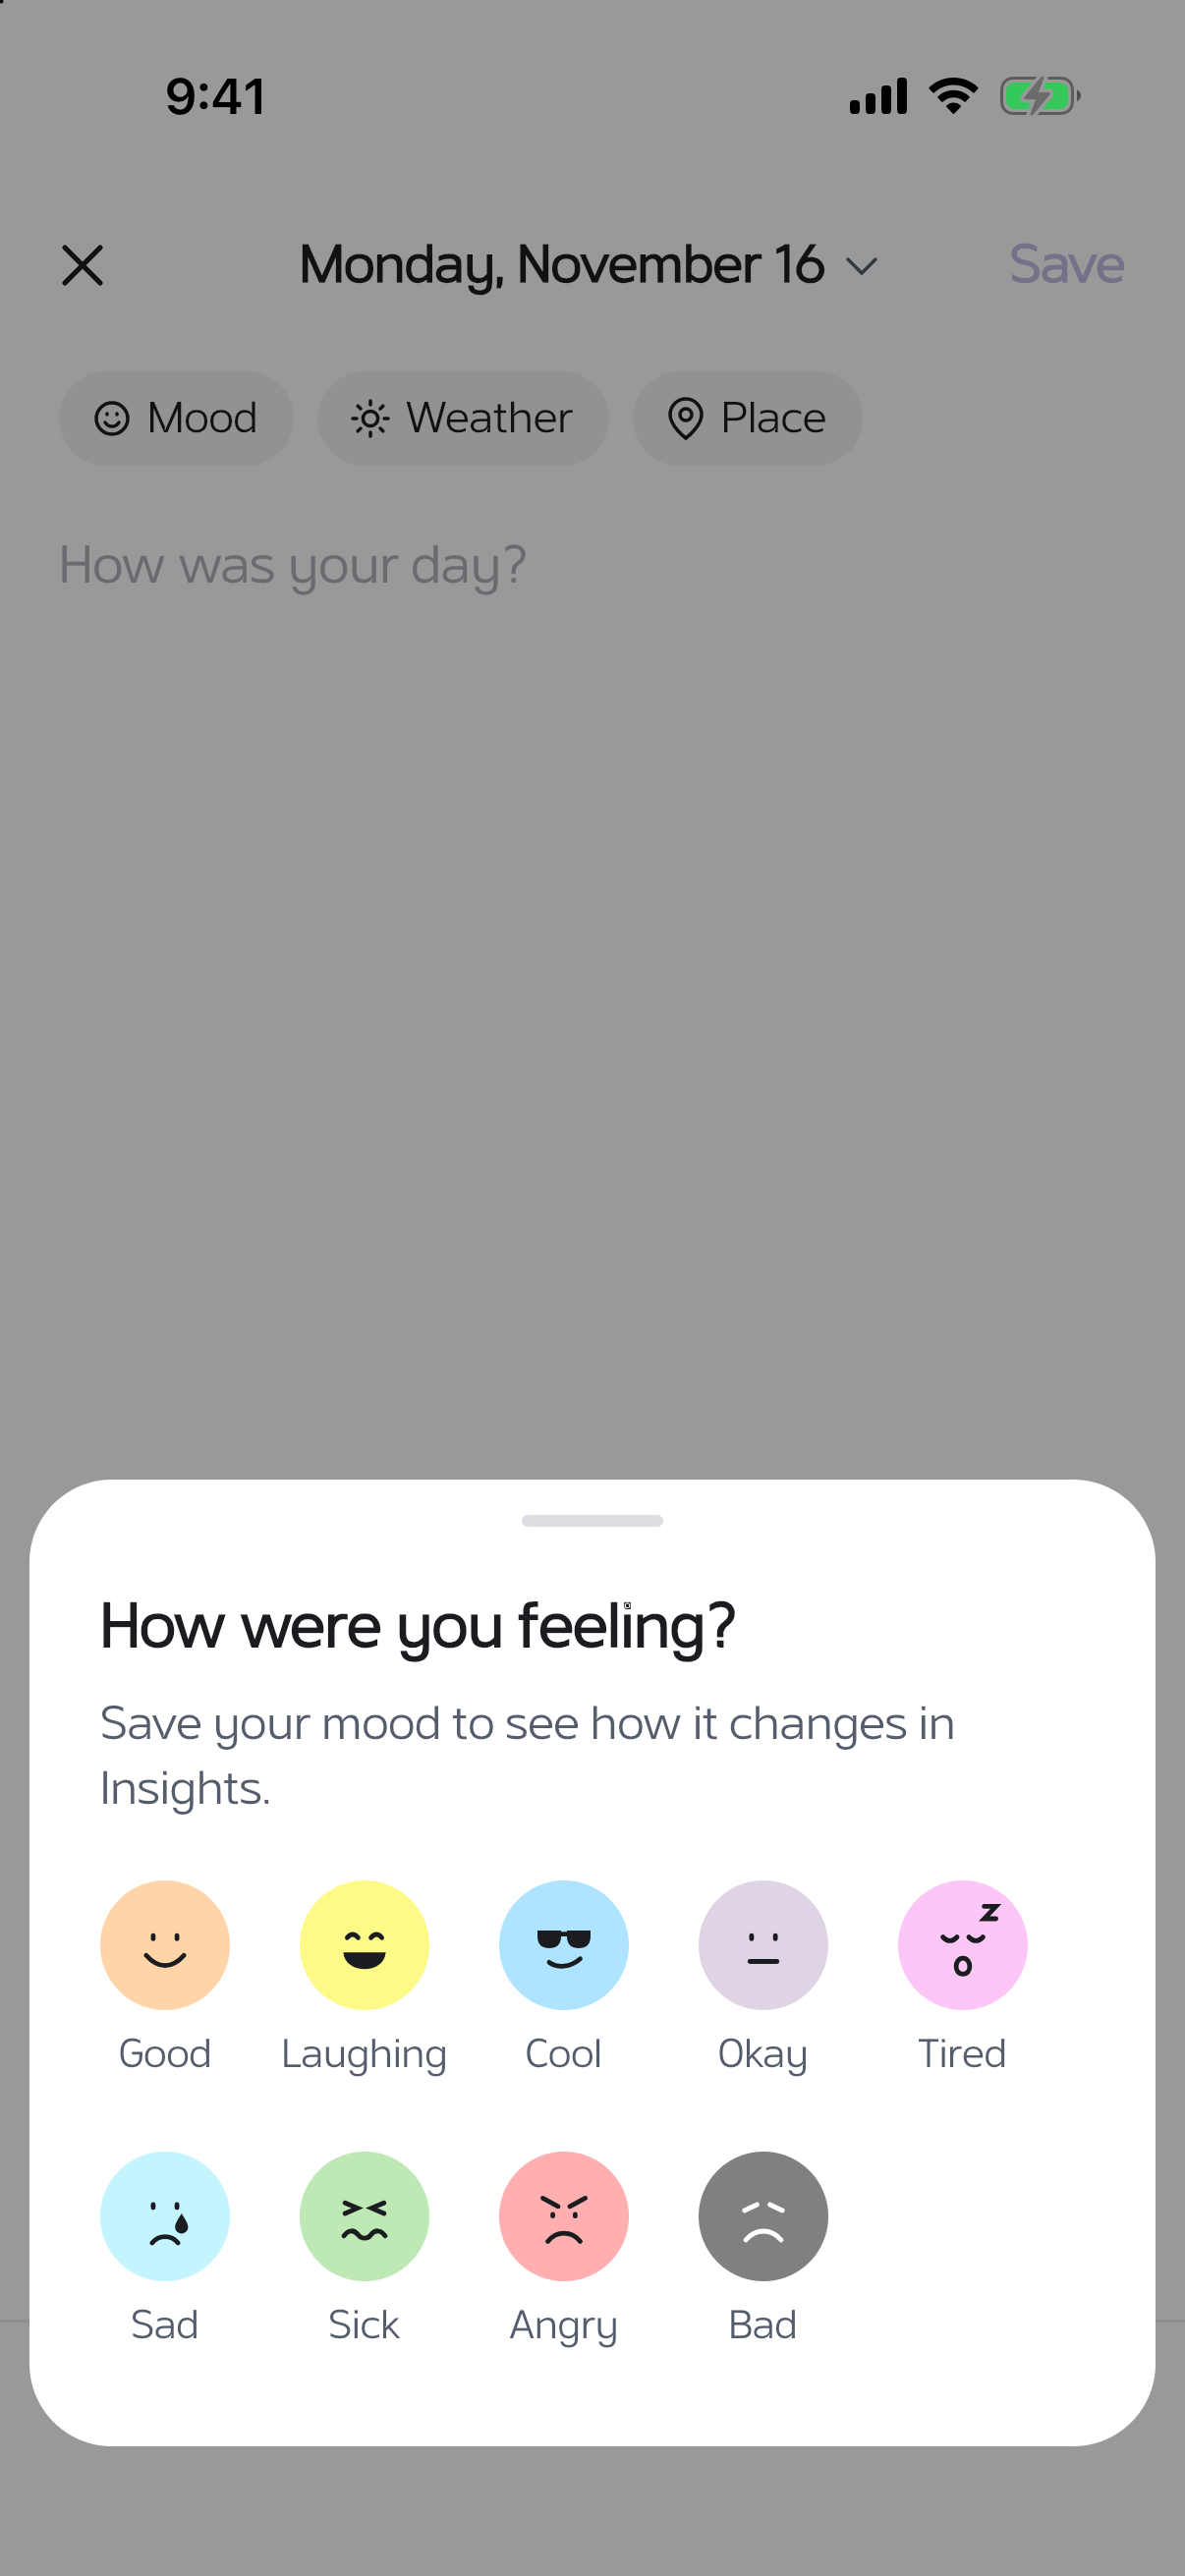 9:41
Monday, November 16
Save
Mood
Weather
Place
How was your day?
How were you feeling?
Save your mood to see how it changes in
Insights.
Good
Laughing
Cool
Okay
Tired
Sad
Sick
Angry
Bad